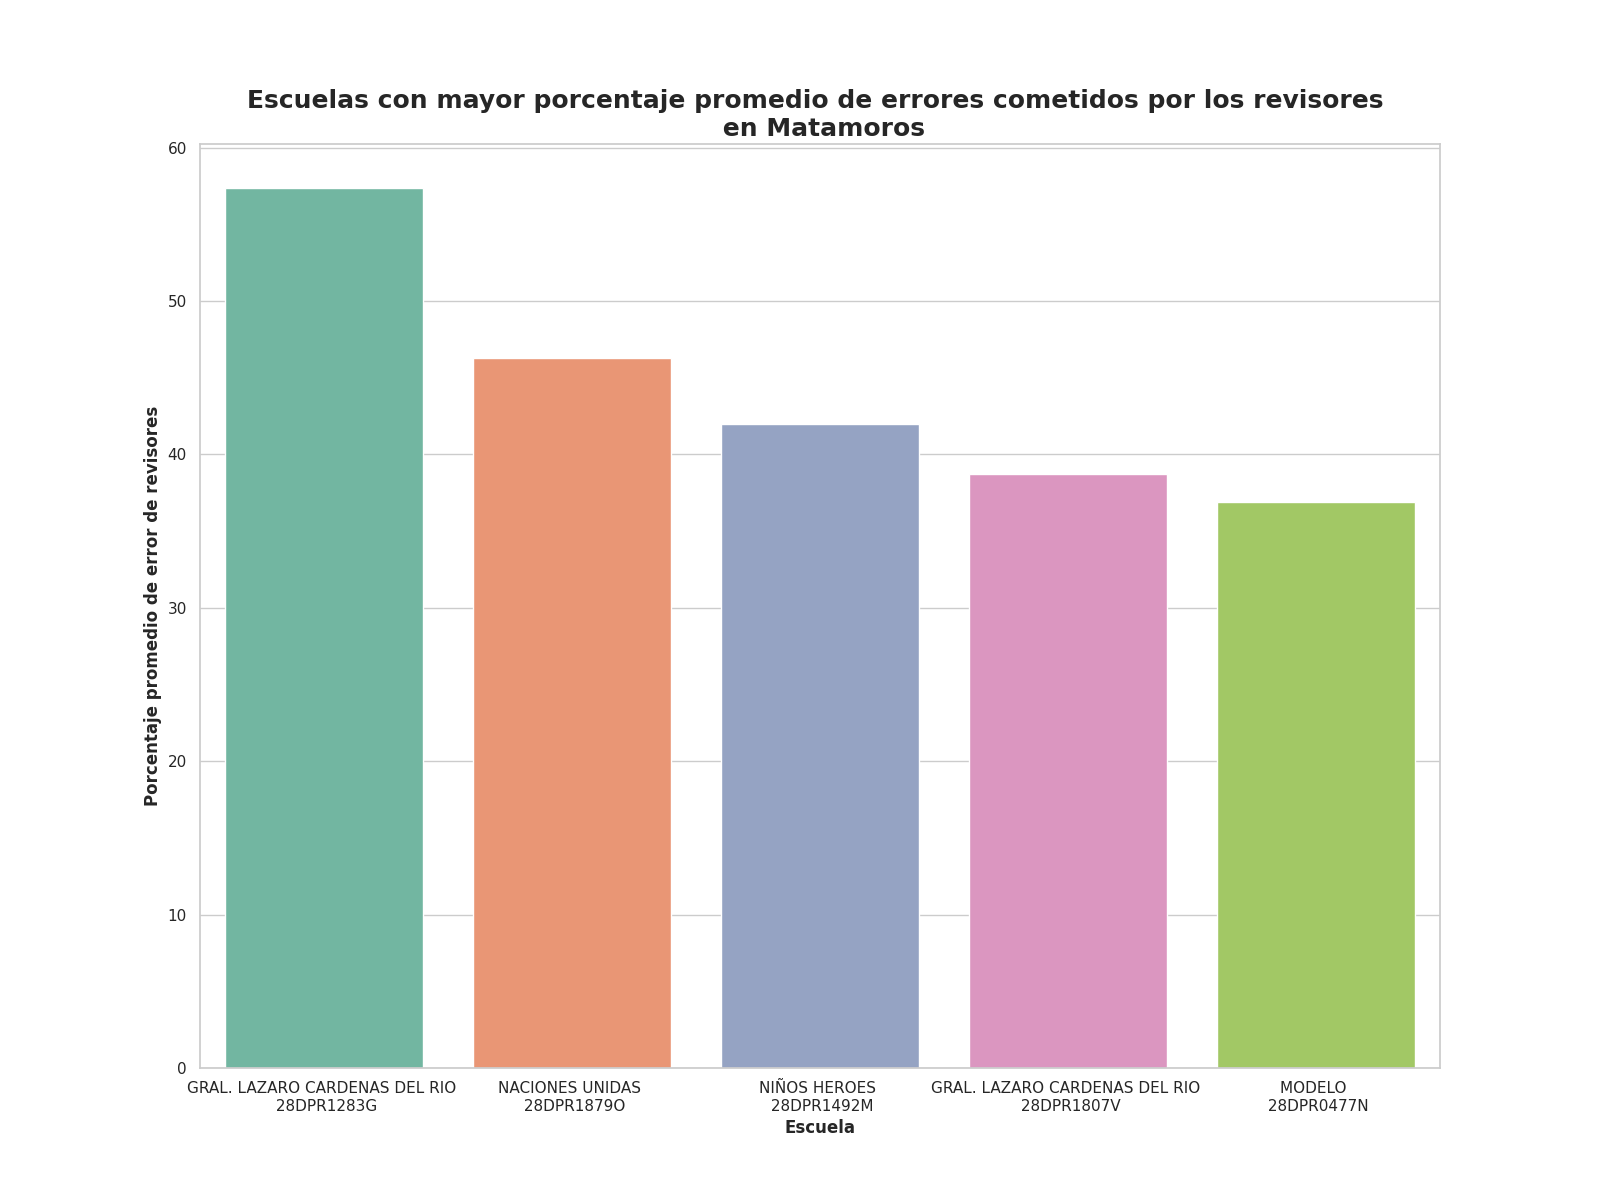 Escuelas con mayor porcentaje promedio de errores cometidos por los revisores
en Matamoros
Porcentaje promedio de error de revisores
60
50
40
30
20
10
0
GRAL. LAZARO CARDENAS DEL RIO
28DPR1283G
NACIONES UNIDAS
28DPR1879O
NIÑOS HEROES
28DPR1492M
GRAL. LAZARO CARDENAS DEL RIO
28DPR1807V
MODELO
28DPR0477N
Escuela